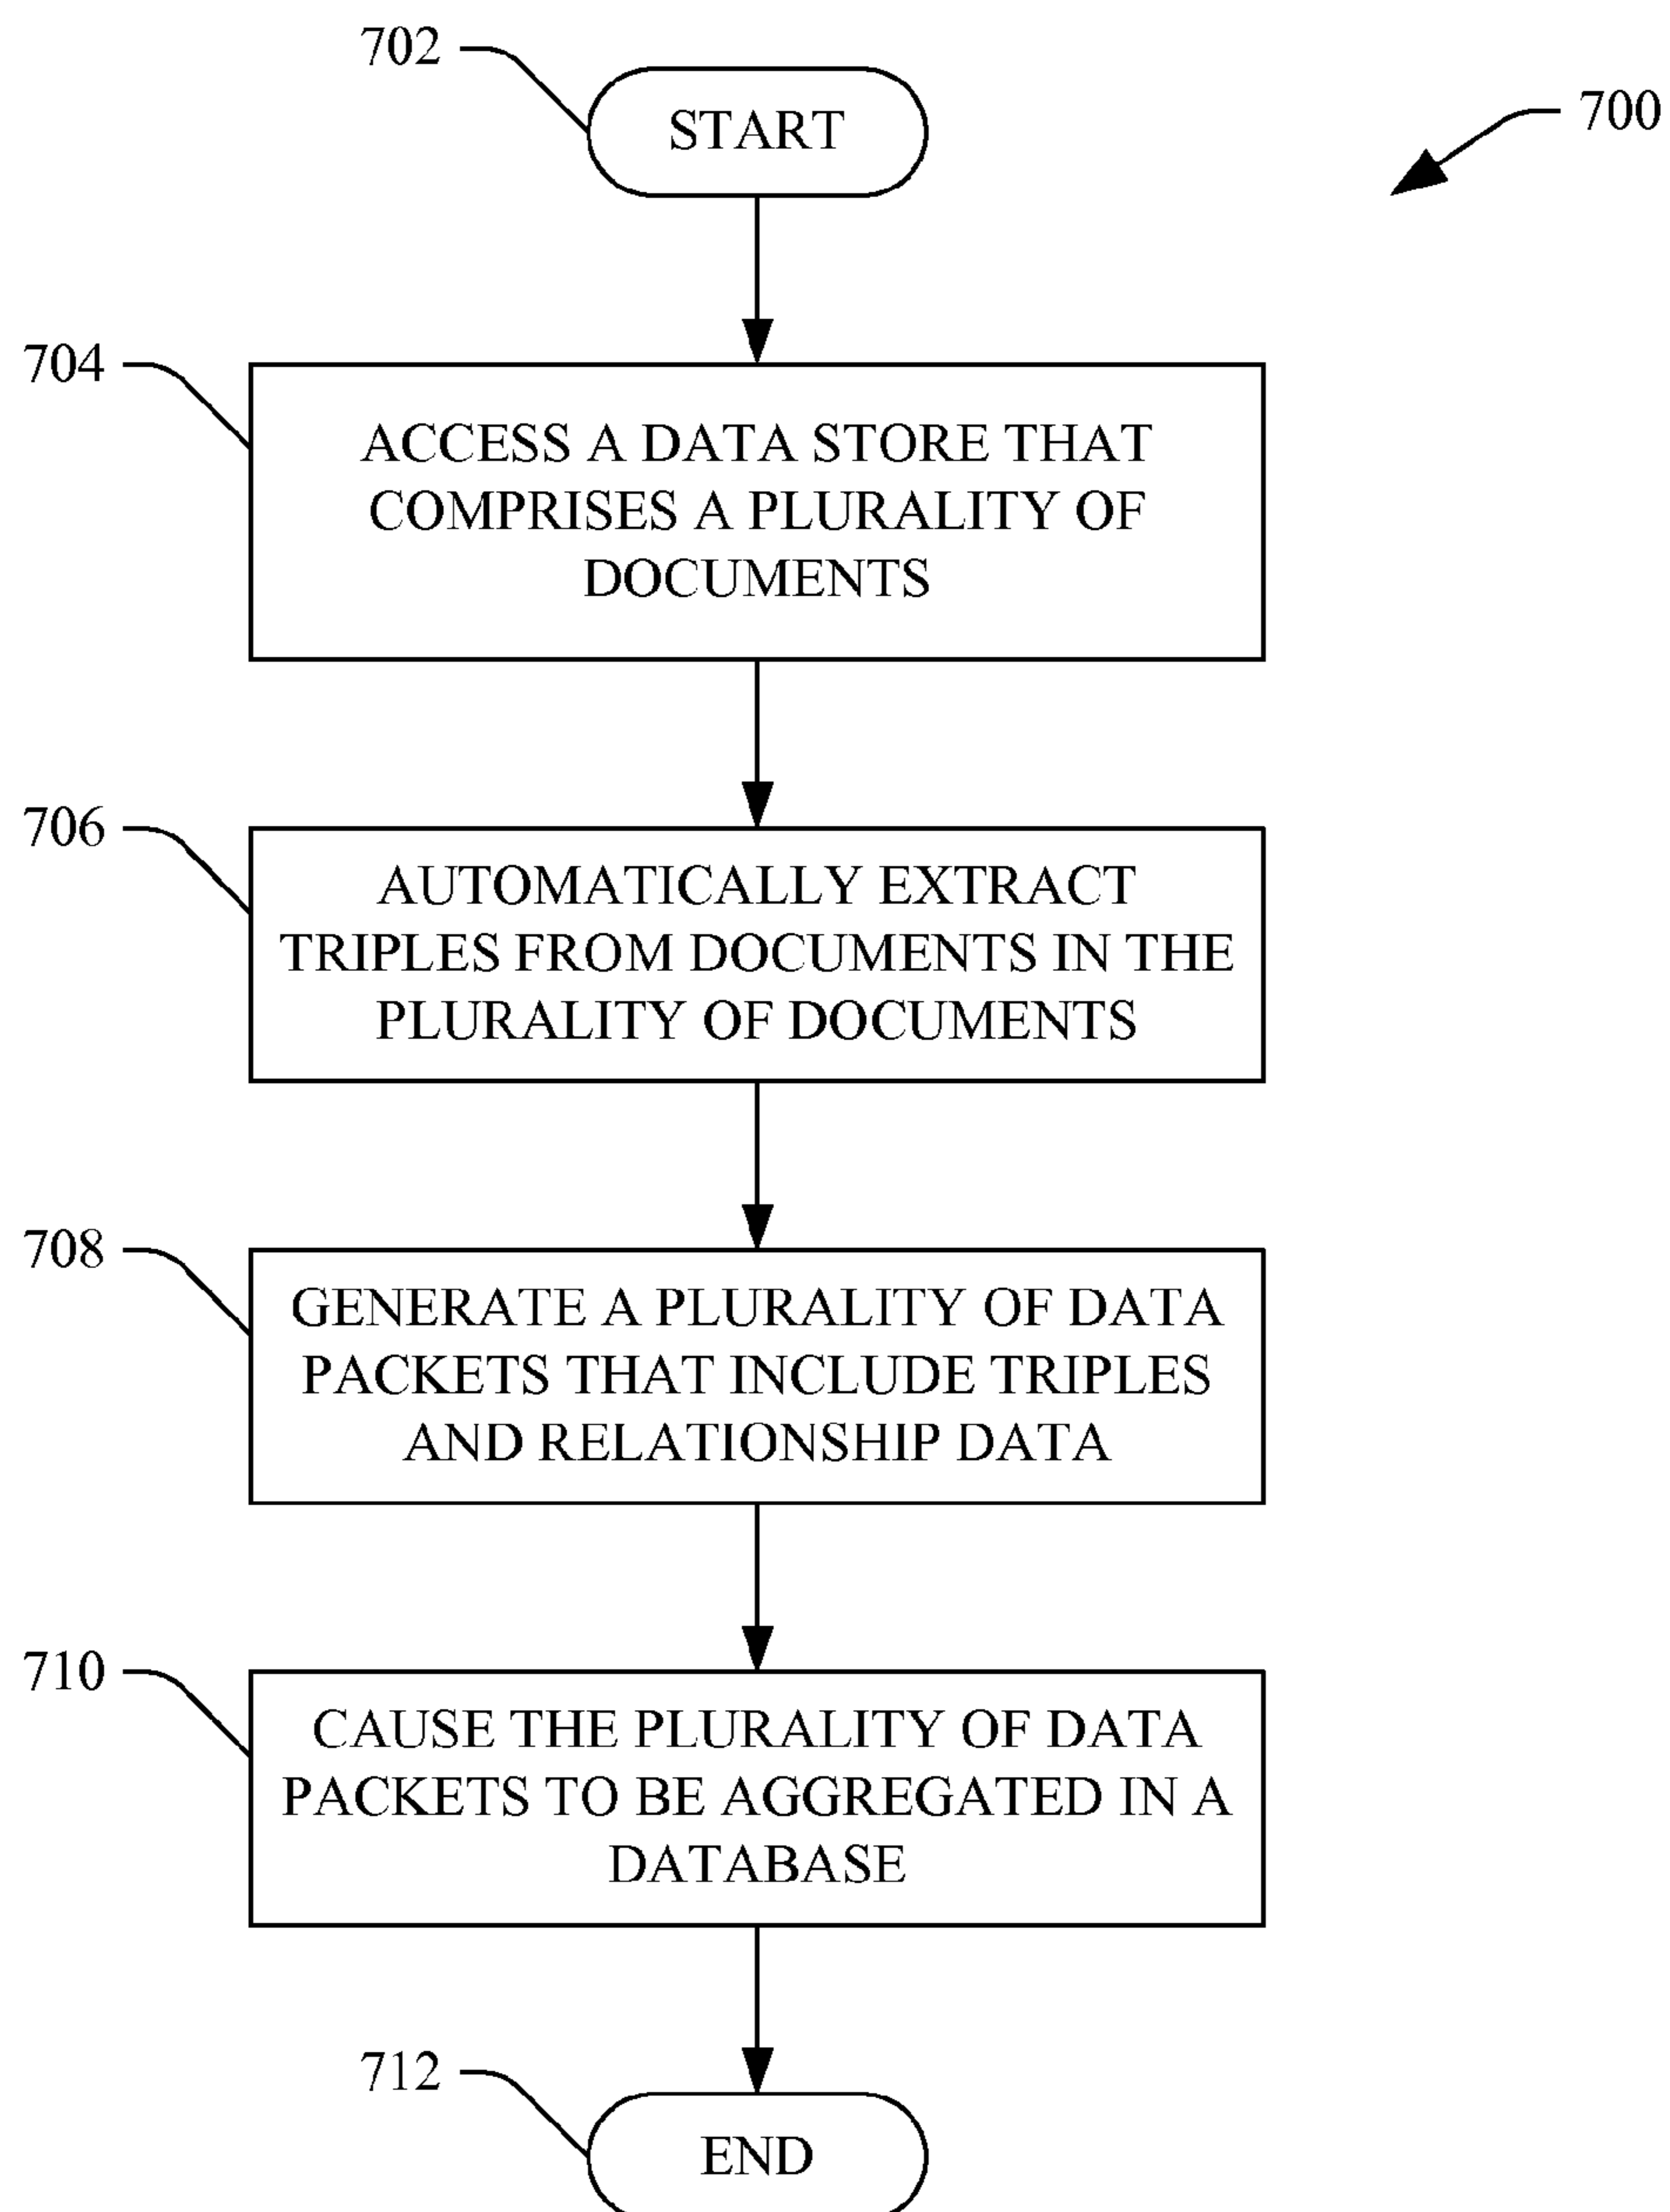 702
START
700
704
ACCESS A DATA STORE THAT
COMPRISES A PLURALITY OF
DOCUMENTS
706
AUTOMATICALLY EXTRACT
TRIPLES FROM DOCUMENTS IN THE
PLURALITY OF DOCUMENTS
708
GENERATE A PLURALITY OF DATA
PACKETS THAT INCLUDE TRIPLES
AND RELATIONSHIP DATA
710
CAUSE THE PLURALITY OF DATA
PACKETS TO BE AGGREGATED IN A
DATABASE
712
END